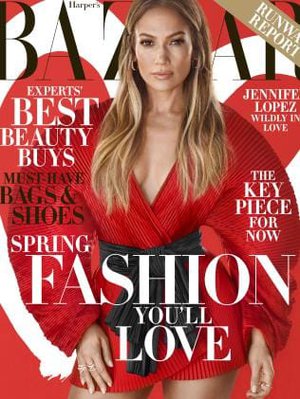 Harper's
BAZAAR
RUNWAY
REPORT
EXPERTS'
BEST
BEAUTY
BUYS
MUST-HAVE
BAGS &
SHOES
JENNIFER
LOPEZ
WILDLY IN
LOVE
THE
KEY
PIECE
FOR
NOW
SPRING
FASHION
YOU'LL
LOVE